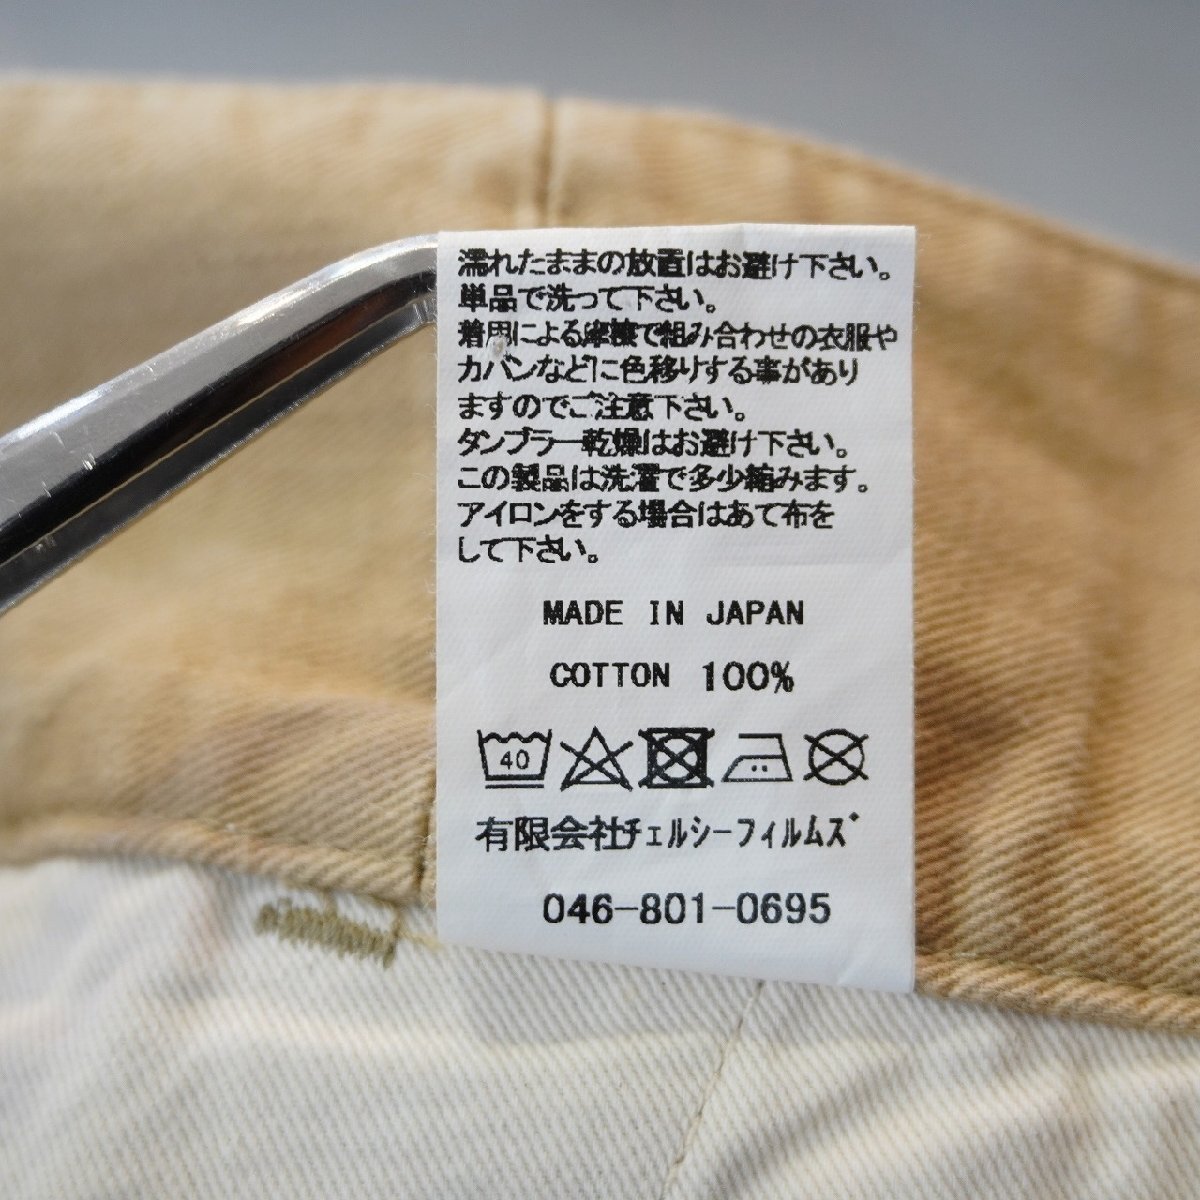 濡れたままの放置はお避け下さい。
単品で洗って下さい。
着用による摩擦で組み合わせの衣服や
カバンなどに色移りする事があり
ますのでご注意下さい。
タンブラー乾燥はお避け下さい。
この製品は洗濯で多少縮みます。
アイロンをする場合はあて布を
して下さい。
MADE IN JAPAN
COTTON 100%
40
有限会社チェルシーフィルムズ
046-801-0695